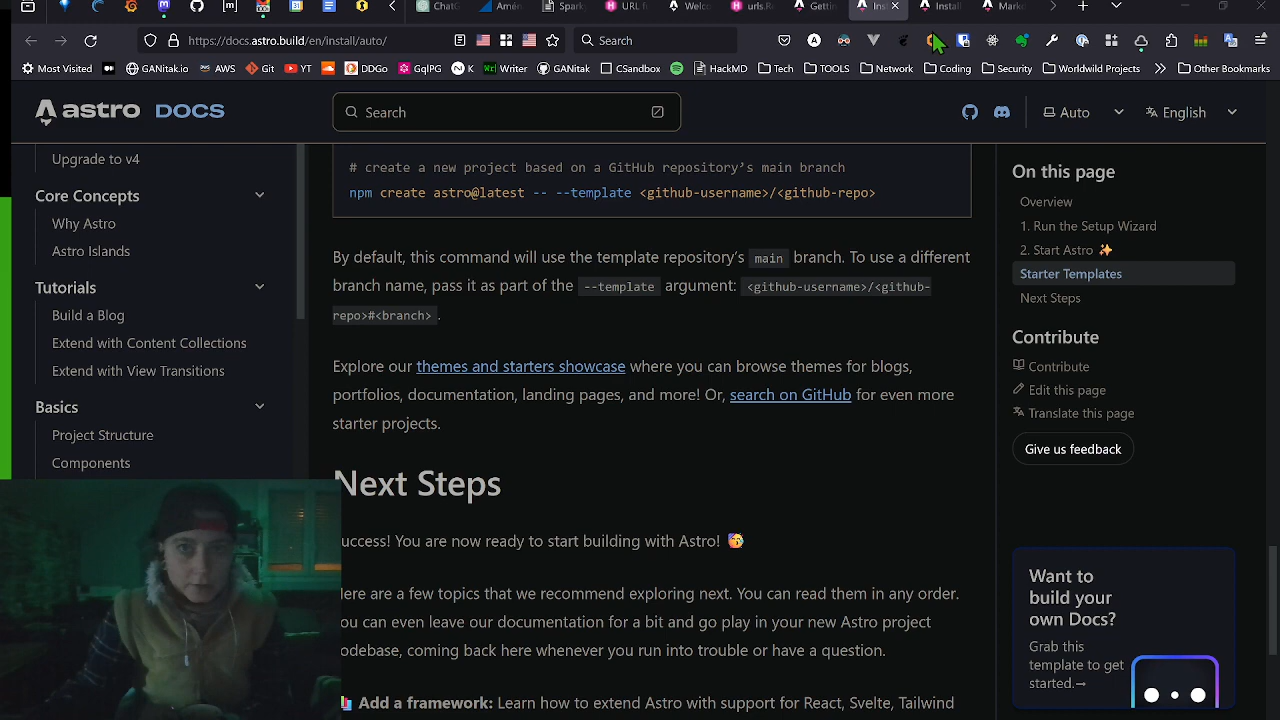 ChatG
Amér
Spark
URL f
Welco
urls.R
Gettin
Inst
Install
Marko
https://docs.astro.build/en/install/auto/
Search
Most Visited
GANitak.io
AWS
Git
YT
DDGo
GqlPG
N
Writer
GANitak
CSandbox
HackMD
Tech
TOOLS
Network
Coding
Security
Worldwild Projects
Other Bookmarks
astro DOCS
Search
Auto
English
Upgrade to v4
Core Concepts
Why Astro
Astro Islands
Tutorials
Build a Blog
Extend with Content Collections
Extend with View Transitions
Basics
Project Structure
Components
# create a new project based on a GitHub repository’s main branch
npm create astro@latest -- --template <github-username>/<github-repo>
By default, this command will use the template repository’s main branch. To use a different
branch name, pass it as part of the --template argument: <github-username>/<github-
repo>#<branch> .
Explore our themes and starters showcase where you can browse themes for blogs,
portfolios, documentation, landing pages, and more! Or, search on GitHub for even more
starter projects.
Next Steps
uccess! You are now ready to start building with Astro! 🥳
ere are a few topics that we recommend exploring next. You can read them in any order.
ou can even leave our documentation for a bit and go play in your new Astro project
odebase, coming back here whenever you run into trouble or have a question.
Add a framework: Learn how to extend Astro with support for React, Svelte, Tailwind
On this page
Overview
1. Run the Setup Wizard
2. Start Astro ✨
Starter Templates
Next Steps
Contribute
Contribute
Edit this page
Translate this page
Give us feedback
Want to
build your
own Docs?
Grab this
template to get
started.→